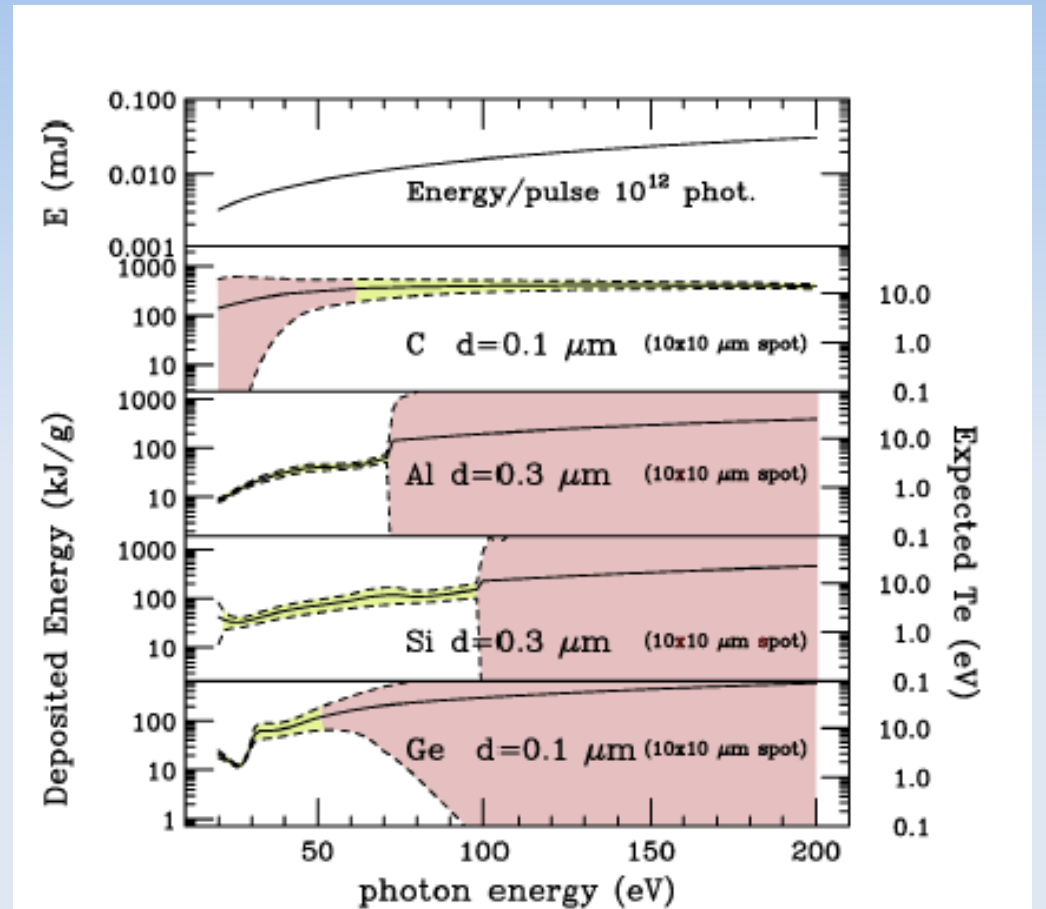 E (mJ)
0.100
0.010
0.001
Energy/pulse 10¹² phot.
Deposited Energy (kJ/g)
Expected Te (eV)
1000
100
10
C d=0.1 μm (10x10 μm spot)
10.0
1.0
0.1
1000
100
10
Al d=0.3 μm (10x10 μm spot)
10.0
1.0
0.1
1000
100
10
Si d=0.3 μm (10x10 μm spot)
10.0
1.0
0.1
100
10
1
Ge d=0.1 μm (10x10 μm spot)
10.0
1.0
0.1
50 100 150 200
photon energy (eV)